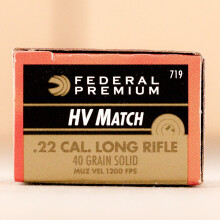 719
FEDERAL
PREMIUM
HV MATCH
.22 CAL. LONG RIFLE
40 GRAIN SOLID
MUZ VEL 1200 FPS